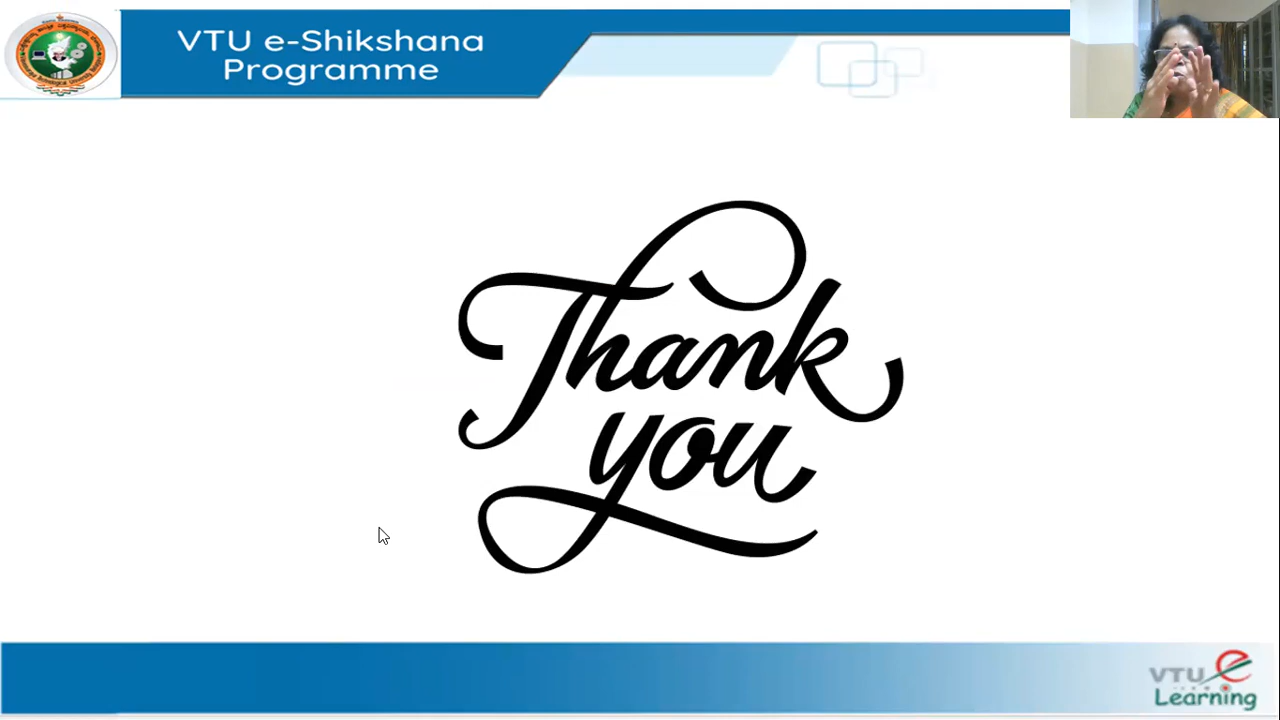 VTU e-Shikshana
Programme
Thank
you
VTU e
Learning